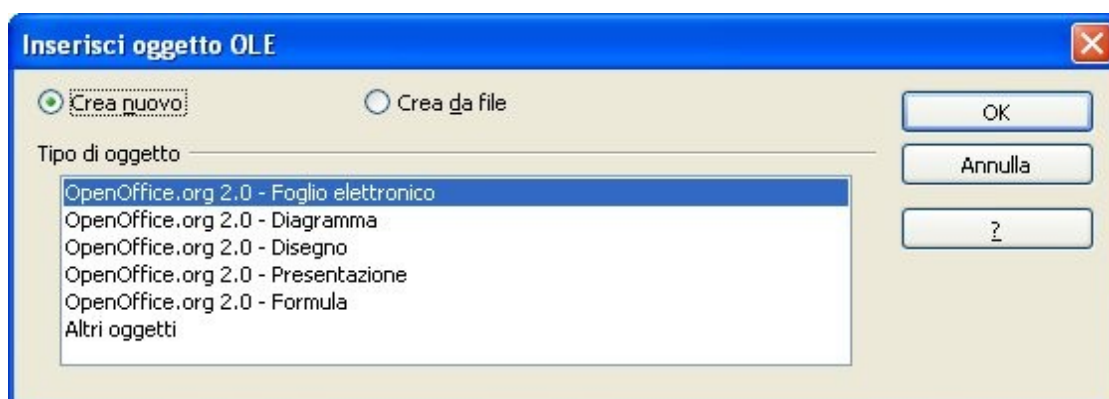 Inserisci oggetto OLE
Crea nuovo
Crea da file
OK
Tipo di oggetto
Annulla
OpenOffice.org 2.0 - Foglio elettronico
OpenOffice.org 2.0 - Diagramma
OpenOffice.org 2.0 - Disegno
OpenOffice.org 2.0 - Presentazione
OpenOffice.org 2.0 - Formula
Altri oggetti
?